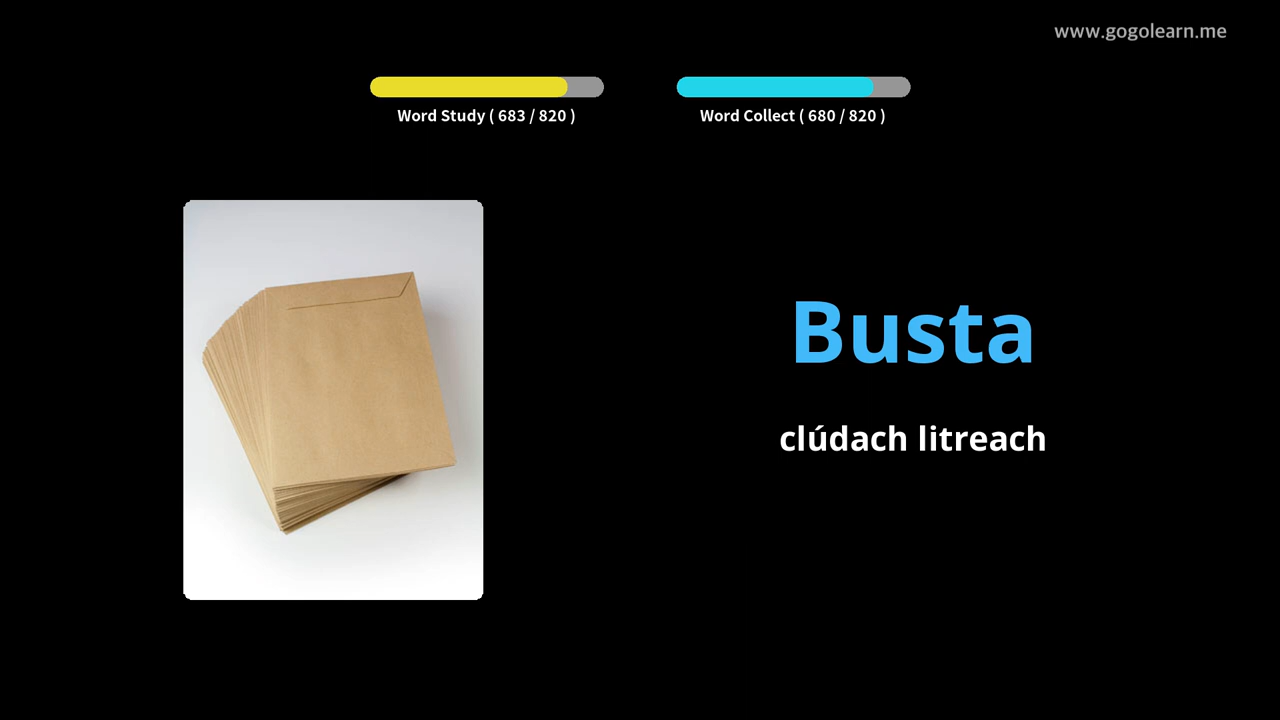 www.gogolearn.me
Word Study ( 683 / 820 )
Word Collect ( 680 / 820 )
Busta
clúdach litreach